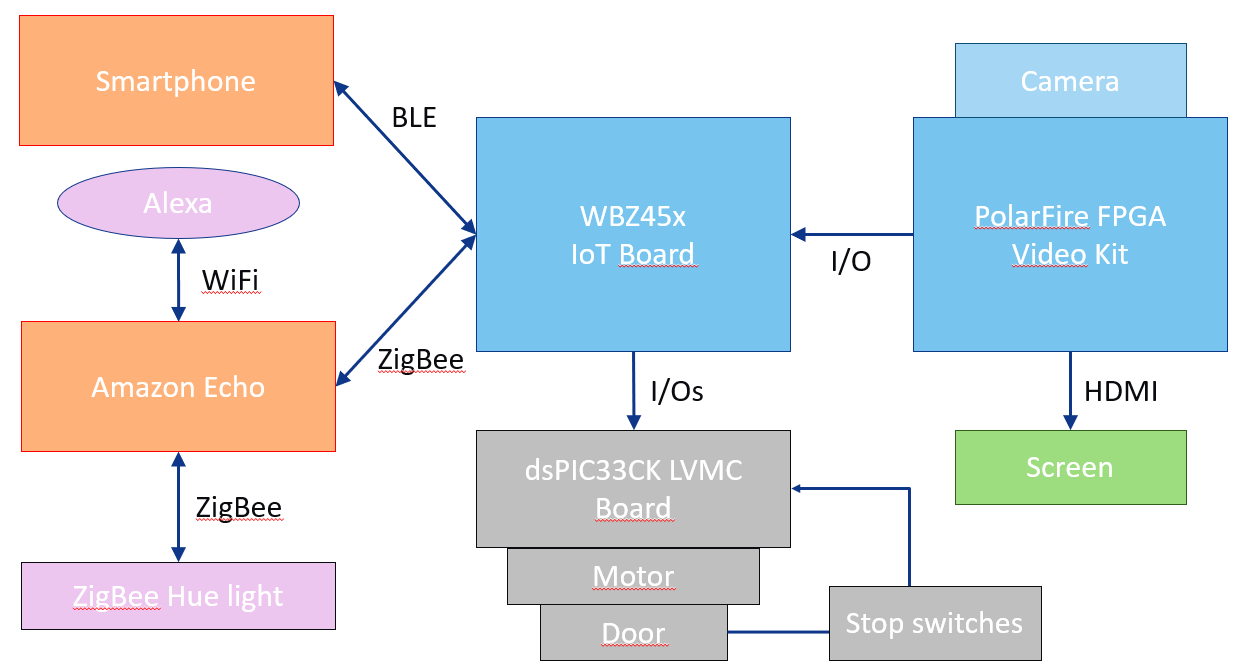 Smartphone
BLE
Camera
Alexa
WiFi
WBZ45x
IoT Board
I/O
PolarFire FPGA
Video Kit
Amazon Echo
ZigBee
I/Os
HDMI
dsPIC33CK LVMC
Board
Screen
ZigBee
Motor
ZigBee Hue light
Door
Stop switches